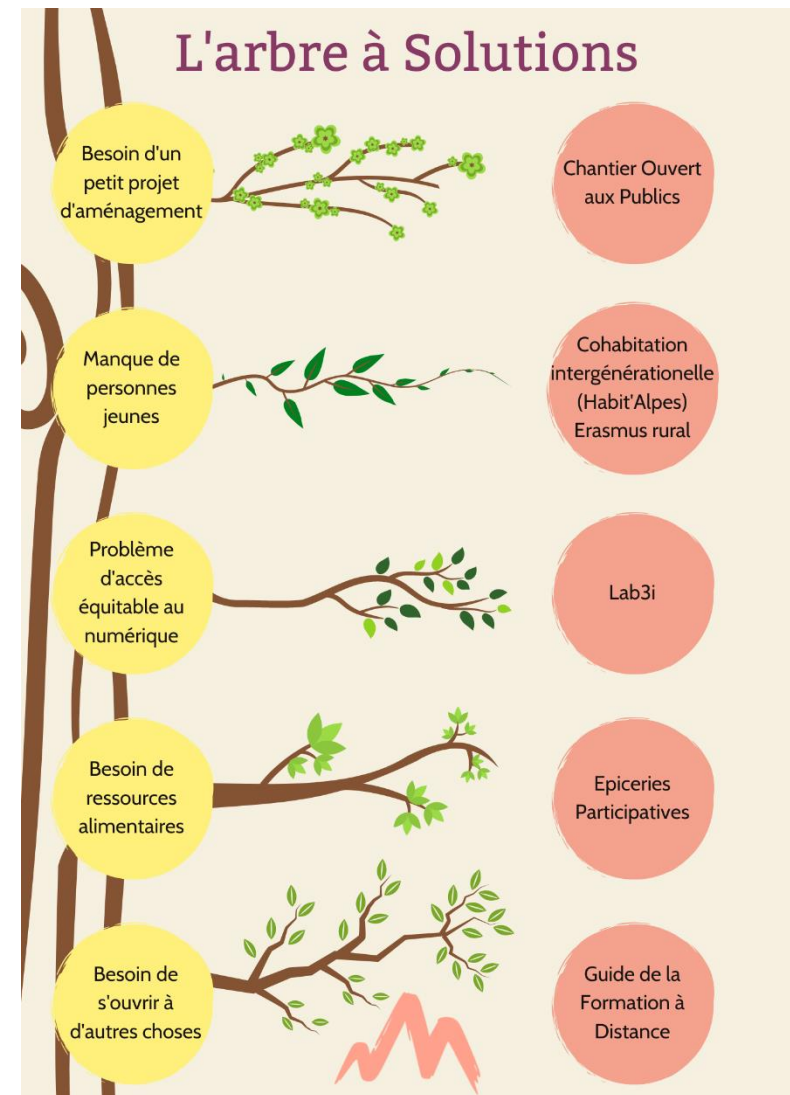 L'arbre à Solutions
Besoin d'un
petit projet
d'aménagement
Chantier Ouvert
aux Publics
Manque de
personnes
jeunes
Cohabitation
intergénérationelle
(Habit'Alpes)
Erasmus rural
Problème
d'accès
équitable au
numérique
Lab3i
Besoin de
ressources
alimentaires
Epiceries
Participatives
Besoin de
s'ouvrir à
d'autres choses
Guide de la
Formation à
Distance